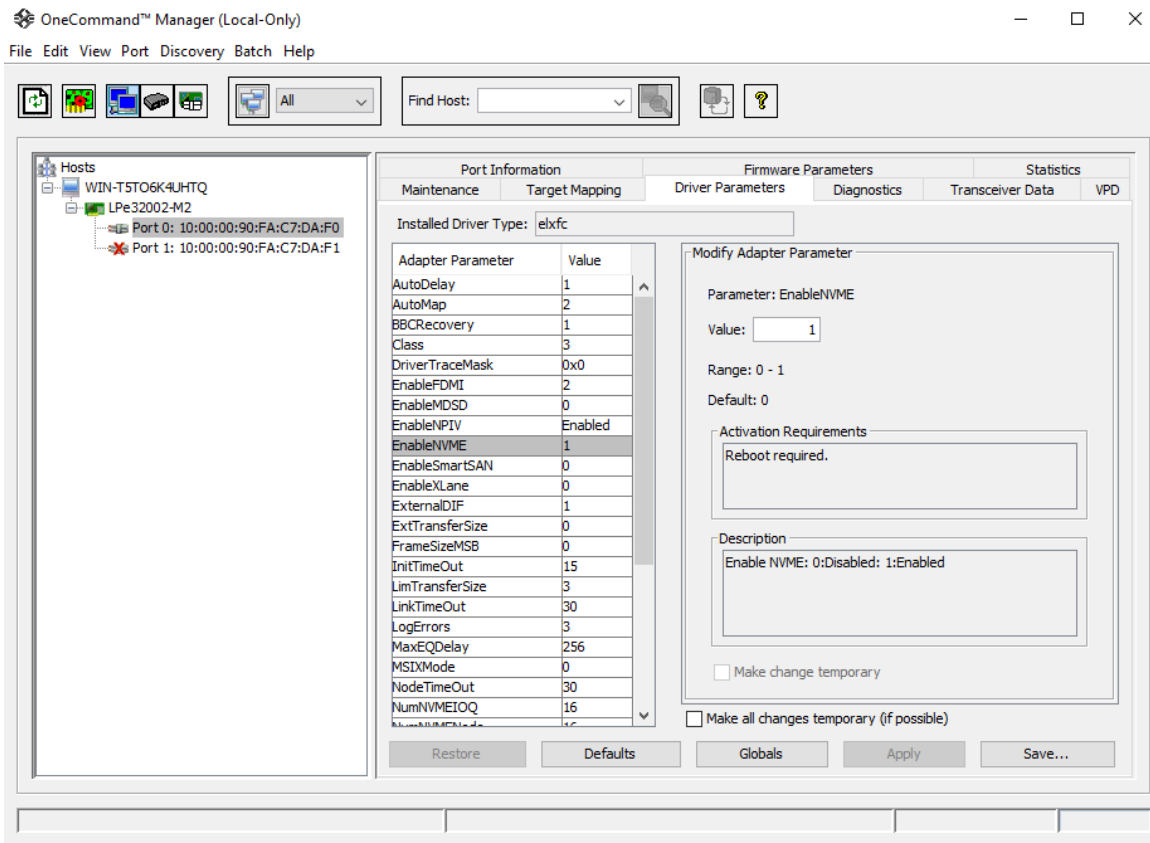 OneCommand™ Manager (Local-Only)
File Edit View Port Discovery Batch Help
All
Find Host:
Hosts
WIN-T5TO6K4UHTQ
LPe32002-M2
Port 0: 10:00:00:90:FA:C7:DA:F0
Port 1: 10:00:00:90:FA:C7:DA:F1
Port Information Firmware Parameters Statistics
Maintenance Target Mapping Driver Parameters Diagnostics Transceiver Data VPD
Installed Driver Type: elxfc
Adapter Parameter Value
AutoDelay 1
AutoMap 2
BBCRecovery 1
Class 3
DriverTraceMask 0x0
EnableFDMI 2
EnableMDSD 0
EnableNPIV Enabled
EnableNVME 1
EnableSmartSAN 0
EnableXLane 0
ExternalDIF 1
ExtTransferSize 0
FrameSizeMSB 0
InitTimeOut 15
LimTransferSize 3
LinkTimeOut 30
LogErrors 3
MaxEQDelay 256
MSIXMode 0
NodeTimeOut 30
NumNVMEIOQ 16
NumNVMENode 16
Modify Adapter Parameter
Parameter: EnableNVME
Value: 1
Range: 0 - 1
Default: 0
Activation Requirements
Reboot required.
Description
Enable NVME: 0:Disabled: 1:Enabled
Make change temporary
Make all changes temporary (if possible)
Restore Defaults Globals Apply Save...